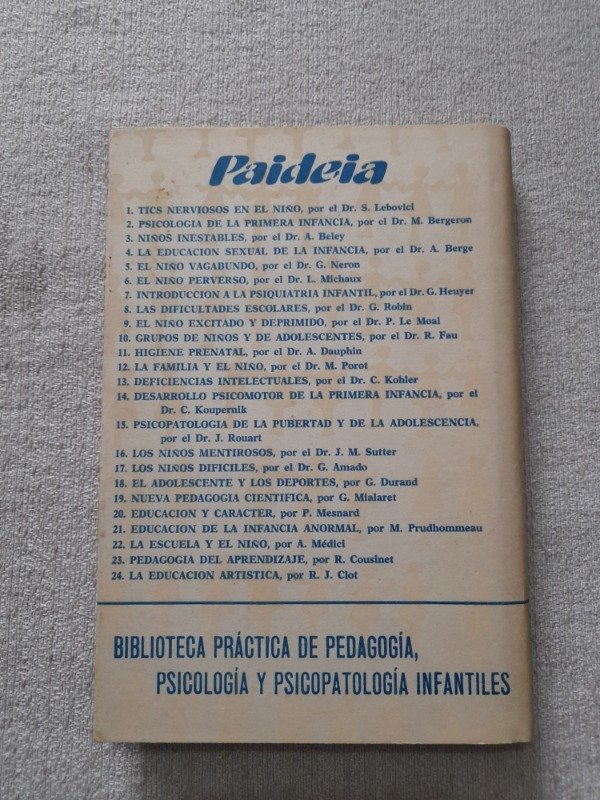 Paideia
1. TICS NERVIOSOS EN EL NIÑO, por el Dr. S. Lebovici
2. PSICOLOGIA DE LA PRIMERA INFANCIA, por el Dr. M. Bergeron
3. NIÑOS INESTABLES, por el Dr. A. Beley
4. LA EDUCACION SEXUAL DE LA INFANCIA, por el Dr. A. Berge
5. EL NIÑO VAGABUNDO, por el Dr. G. Neron
6. EL NIÑO PERVERSO, por el Dr. L. Michaux
7. INTRODUCCION A LA PSIQUIATRIA INFANTIL, por el Dr. G. Heuyer
8. LAS DIFICULTADES ESCOLARES, por el Dr. G. Robin
9. EL NIÑO EXCITADO Y DEPRIMIDO, por el Dr. P. Le Moal
10. GRUPOS DE NIÑOS Y DE ADOLESCENTES, por el Dr. R. Fau
11. HIGIENE PRENATAL, por el Dr. A. Dauphin
12. LA FAMILIA Y EL NIÑO, por el Dr. M. Porot
13. DEFICIENCIAS INTELECTUALES, por el Dr. C. Kohler
14. DESARROLLO PSICOMOTOR DE LA PRIMERA INFANCIA, por el
Dr. C. Koupernik
15. PSICOPATOLOGIA DE LA PUBERTAD Y DE LA ADOLESCENCIA,
por el Dr. J. Rouart
16. LOS NIÑOS MENTIROSOS, por el Dr. J. M. Sutter
17. LOS NIÑOS DIFICILES, por el Dr. G. Amado
18. EL ADOLESCENTE Y LOS DEPORTES, por G. Durand
19. NUEVA PEDAGOGIA CIENTIFICA, por G. Mialaret
20. EDUCACION Y CARACTER, por P. Mesnard
21. EDUCACION DE LA INFANCIA ANORMAL, por M. Prudhommeau
22. LA ESCUELA Y EL NIÑO, por A. Médici
23. PEDAGOGIA DEL APRENDIZAJE, por R. Cousinet
24. LA EDUCACION ARTISTICA, por R. J. Clot
BIBLIOTECA PRÁCTICA DE PEDAGOGÍA,
PSICOLOGÍA Y PSICOPATOLOGÍA INFANTILES